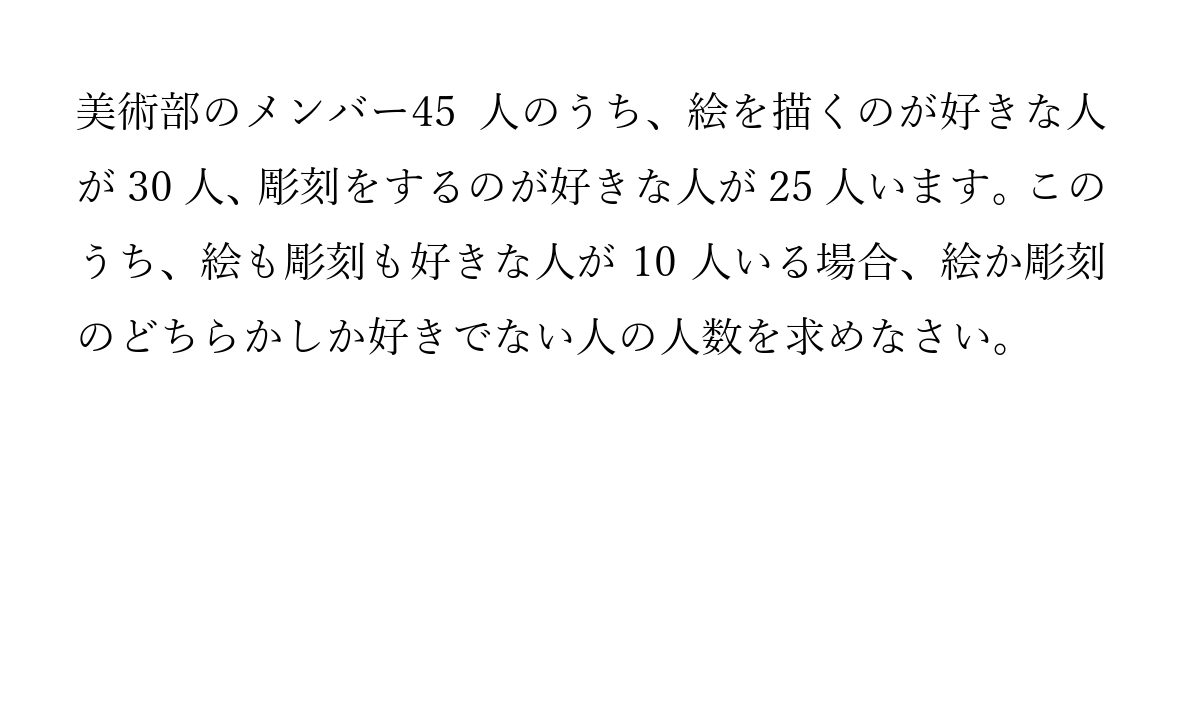 美術部のメンバー45 人のうち、絵を描くのが好きな人
が 30 人、彫刻をするのが好きな人が 25 人います。この
うち、絵も彫刻も好きな人が 10 人いる場合、絵か彫刻
のどちらかしか好きでない人の人数を求めなさい。